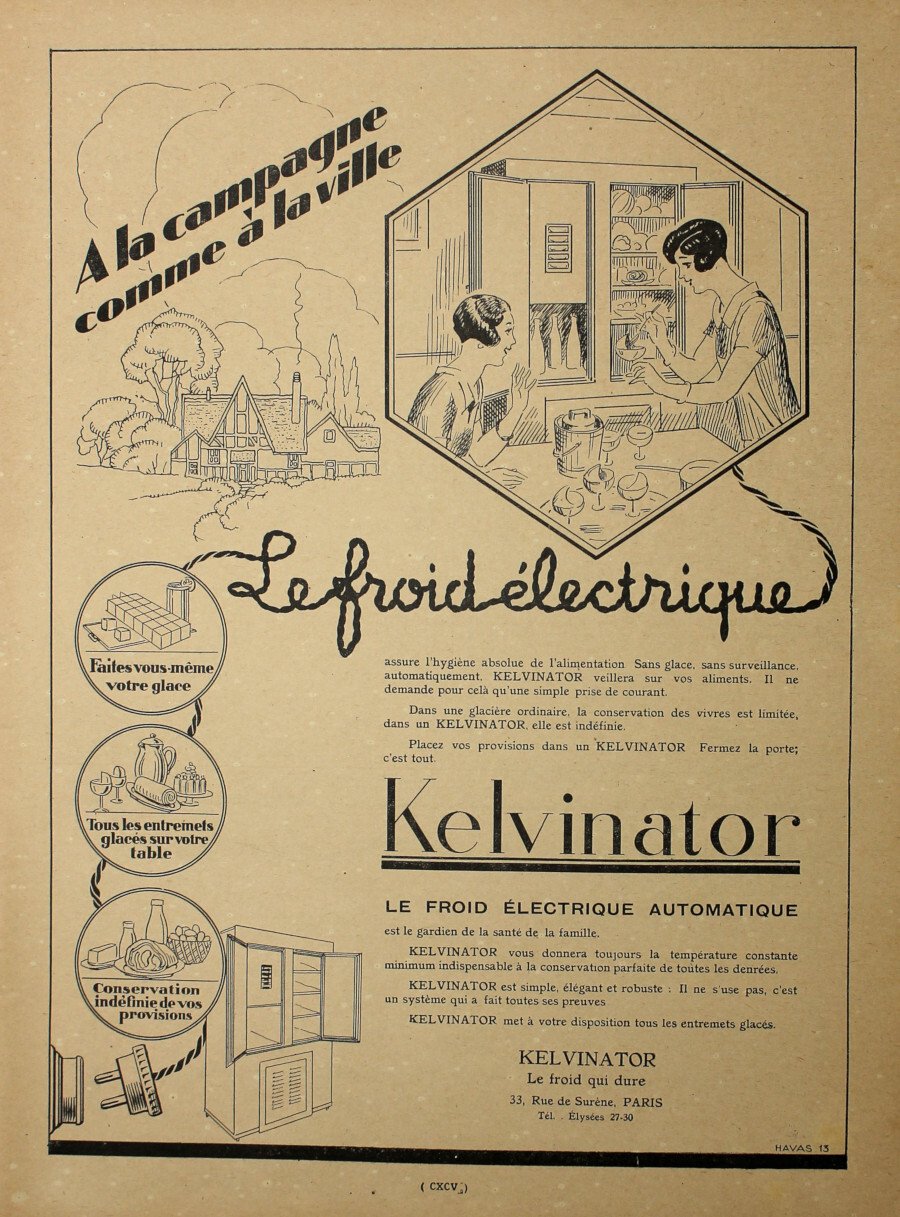 A la campagne
comme à la ville
Le froid électrique
Faites vous-même
votre glace
Tous les entremets
glacés sur votre
table
Conservation
indéfinie de vos
provisions
assure l'hygiène absolue de l'alimentation Sans glace, sans surveillance,
automatiquement, KELVINATOR veillera sur vos aliments. Il ne
demande pour celà qu'une simple prise de courant.
Dans une glacière ordinaire, la conservation des vivres est limitée,
dans un KELVINATOR, elle est indéfinie.
Placez vos provisions dans un KELVINATOR Fermez la porte;
c'est tout.
Kelvinator
LE FROID ÉLECTRIQUE AUTOMATIQUE
est le gardien de la santé de la famille.
KELVINATOR vous donnera toujours la température constante
minimum indispensable à la conservation parfaite de toutes les denrées.
KELVINATOR est simple, élégant et robuste : Il ne s'use pas, c'est
un système qui a fait toutes ses preuves
KELVINATOR met à votre disposition tous les entremets glacés.
KELVINATOR
Le froid qui dure
33, Rue de Surène, PARIS
Tél. . Élysées 27-30
HAVAS 13
( CXCV )